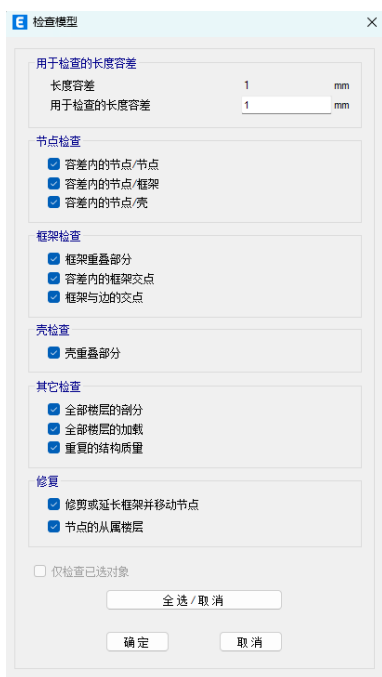 E 检查模型
用于检查的长度容差
长度容差 1 mm
用于检查的长度容差 1 mm
节点检查
容差内的节点/节点
容差内的节点/框架
容差内的节点/壳
框架检查
框架重叠部分
容差内的框架交点
框架与边的交点
壳检查
壳重叠部分
其它检查
全部楼层的剖分
全部楼层的加载
重复的结构质量
修复
修剪或延长框架并移动节点
节点的从属楼层
仅检查已选对象
全选/取消
确定 取消